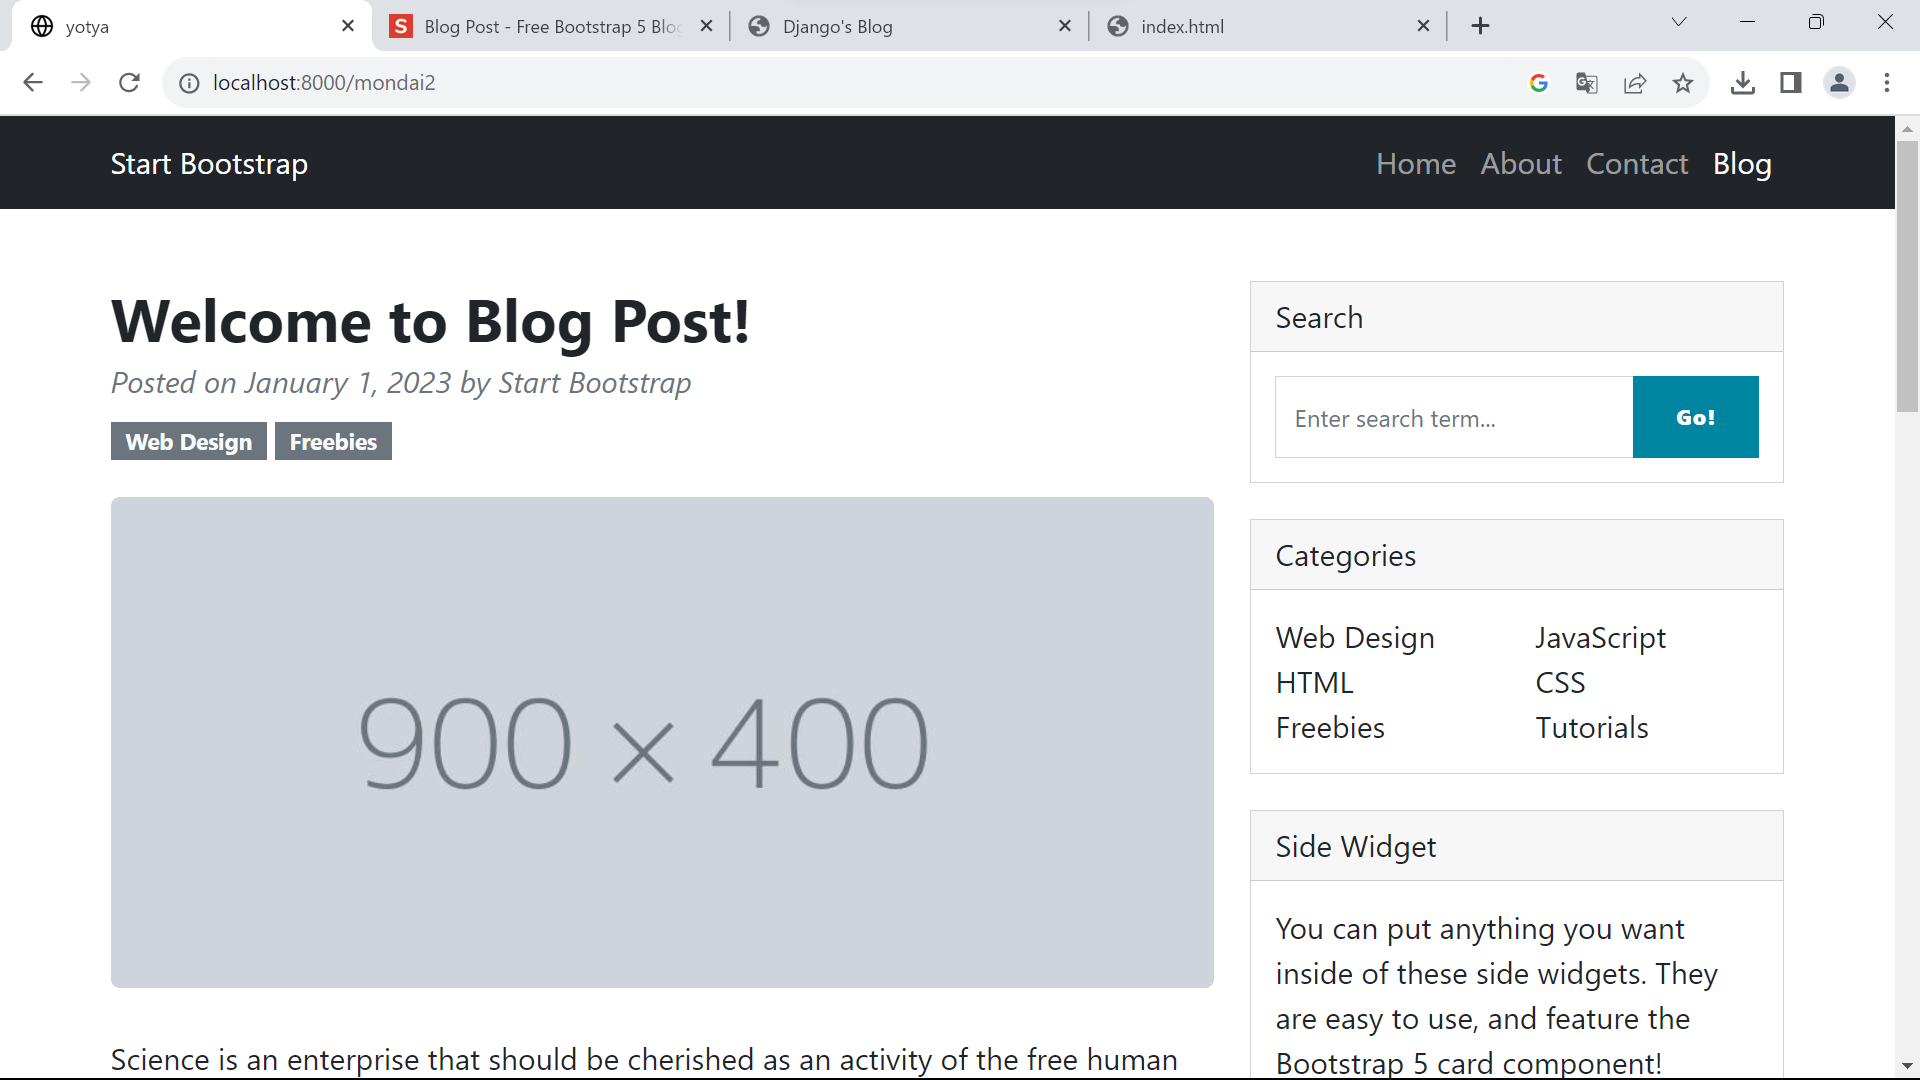 yotya
Blog Post - Free Bootstrap 5 Blo
Django's Blog
index.html
localhost:8000/mondai2
Start Bootstrap
Home About Contact Blog
Welcome to Blog Post!
Posted on January 1, 2023 by Start Bootstrap
Web Design Freebies
900 × 400
Science is an enterprise that should be cherished as an activity of the free human
Search
Enter search term...
Go!
Categories
Web Design JavaScript
HTML CSS
Freebies Tutorials
Side Widget
You can put anything you want
inside of these side widgets. They
are easy to use, and feature the
Bootstrap 5 card component!